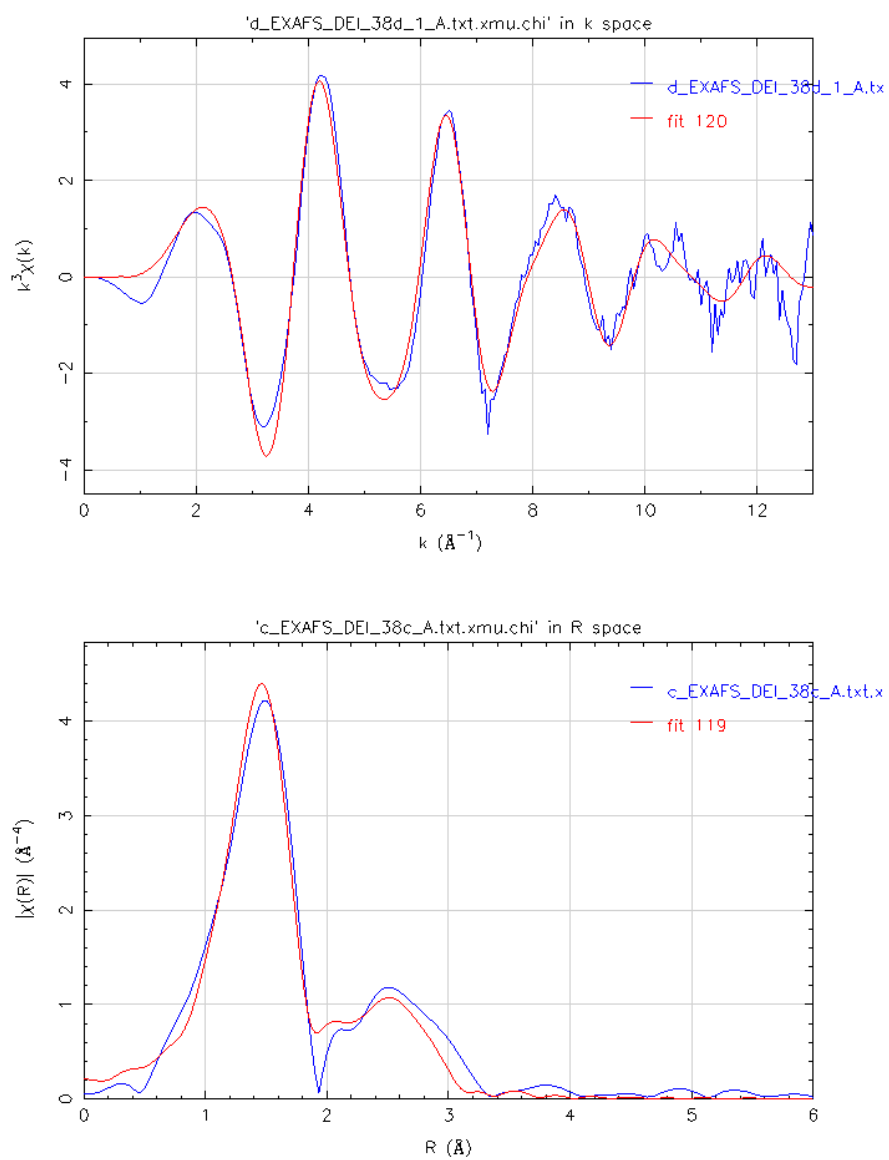 'd_EXAFS_DEI_38d_1_A.txt.xmu.chi' in k space
d_EXAFS_DEI_38d_1_A.tx
fit 120
4
2
0
−2
−4
k³χ(k)
0 2 4 6 8 10 12
k (Å⁻¹)
'c_EXAFS_DEI_38c_A.txt.xmu.chi' in R space
c_EXAFS_DEI_38c_A.txt.x
fit 119
4
3
2
1
0
|χ(R)| (Å⁻⁴)
0 1 2 3 4 5 6
R (Å)